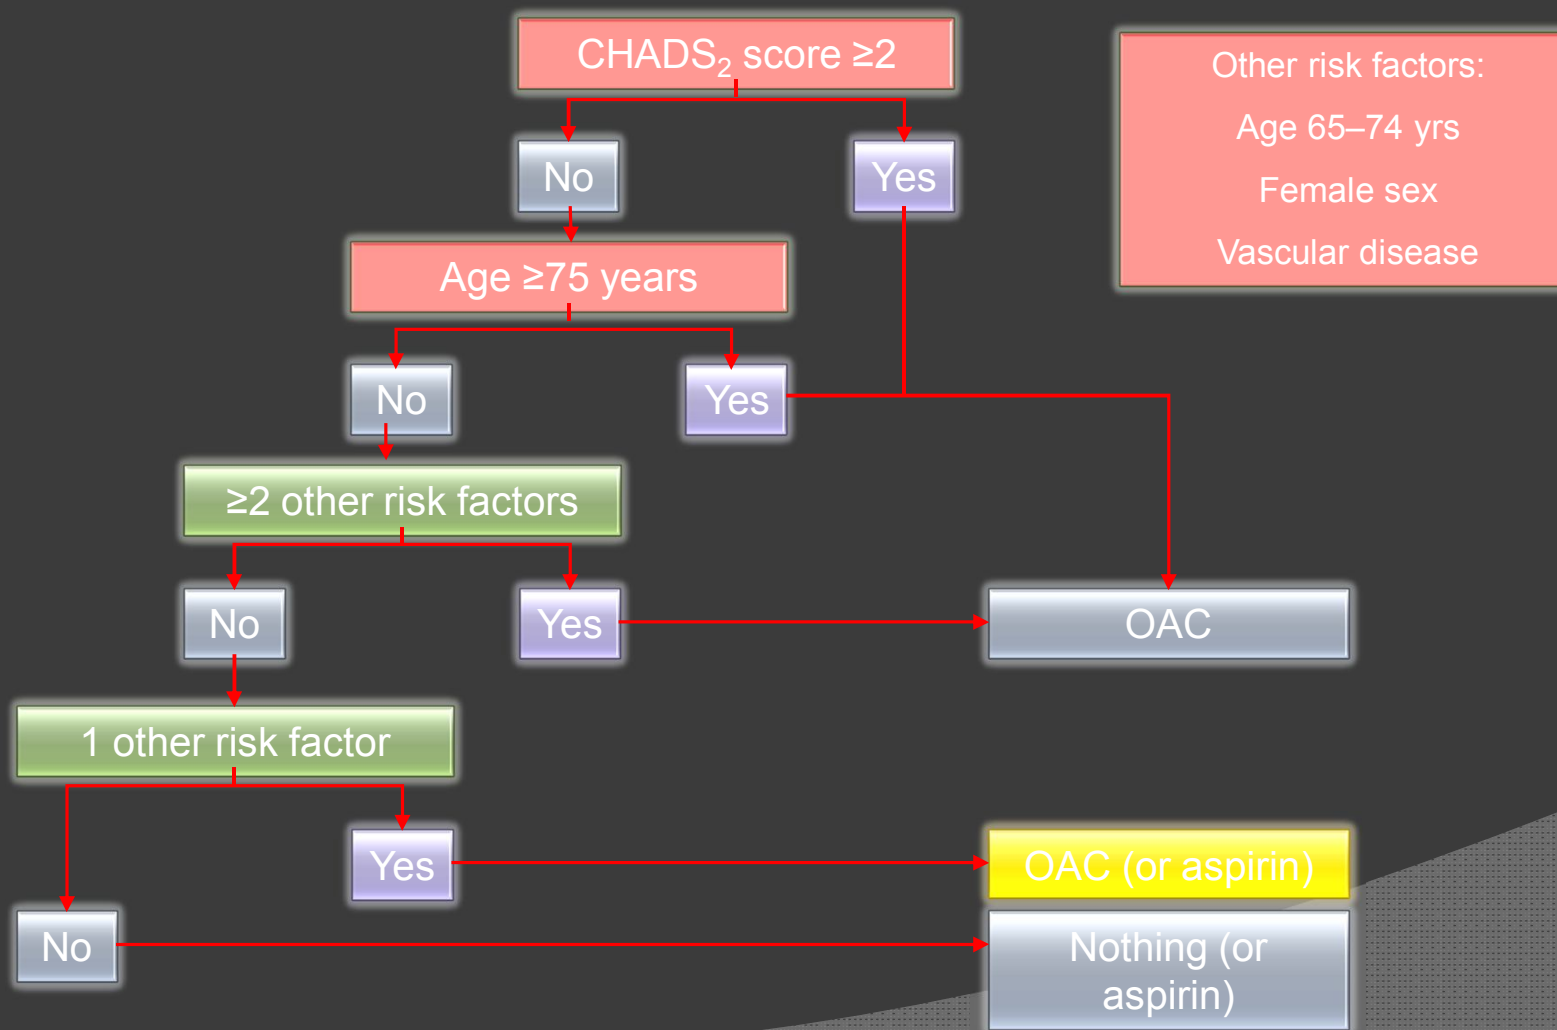 CHADS₂ score ≥2
Other risk factors:
Age 65–74 yrs
Female sex
Vascular disease
No
Yes
Age ≥75 years
No
Yes
≥2 other risk factors
No
Yes
OAC
1 other risk factor
Yes
OAC (or aspirin)
No
Nothing (or
aspirin)